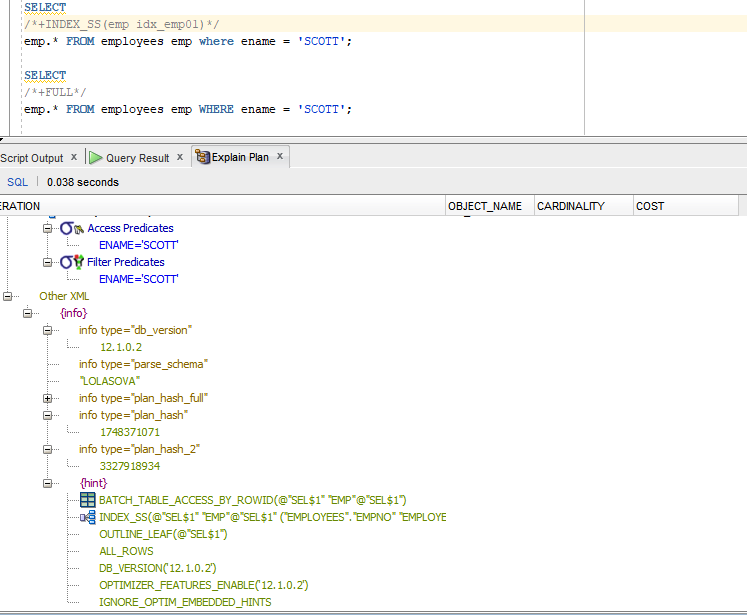 SELECT
/*+INDEX_SS(emp idx_emp01)*/
emp.* FROM employees emp where ename = 'SCOTT';
SELECT
/*+FULL*/
emp.* FROM employees emp WHERE ename = 'SCOTT';
Script Output x Query Result x Explain Plan x
SQL 0.038 seconds
ERATION OBJECT_NAME CARDINALITY COST
Access Predicates
ENAME='SCOTT'
Filter Predicates
ENAME='SCOTT'
Other XML
{info}
info type="db_version"
12.1.0.2
info type="parse_schema"
"LOLASOVA"
info type="plan_hash_full"
info type="plan_hash"
1748371071
info type="plan_hash_2"
3327918934
{hint}
BATCH_TABLE_ACCESS_BY_ROWID(@"SEL$1" "EMP"@"SEL$1")
INDEX_SS(@"SEL$1" "EMP"@"SEL$1" ("EMPLOYEES"."EMPNO" "EMPLOYE
OUTLINE_LEAF(@"SEL$1")
ALL_ROWS
DB_VERSION('12.1.0.2')
OPTIMIZER_FEATURES_ENABLE('12.1.0.2')
IGNORE_OPTIM_EMBEDDED_HINTS